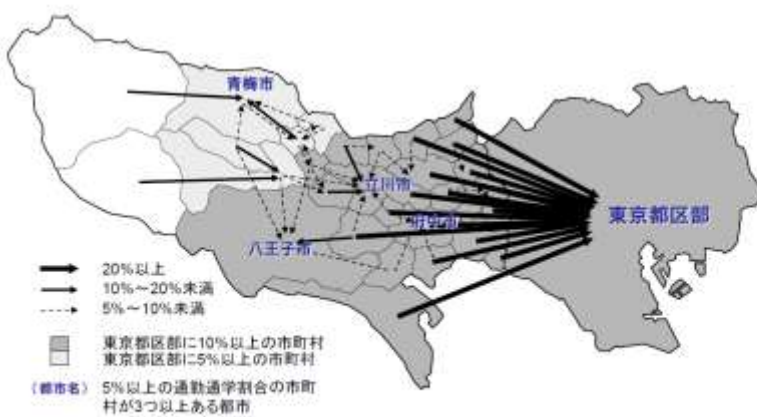 青梅市
立川市
府中市
東京都区部
八王子市
20%以上
10%～20%未満
5%～10%未満
東京都区部に10%以上の市町村
東京都区部に5%以上の市町村
(都市名) 5%以上の通勤通学割合の市町
村が3つ以上ある都市